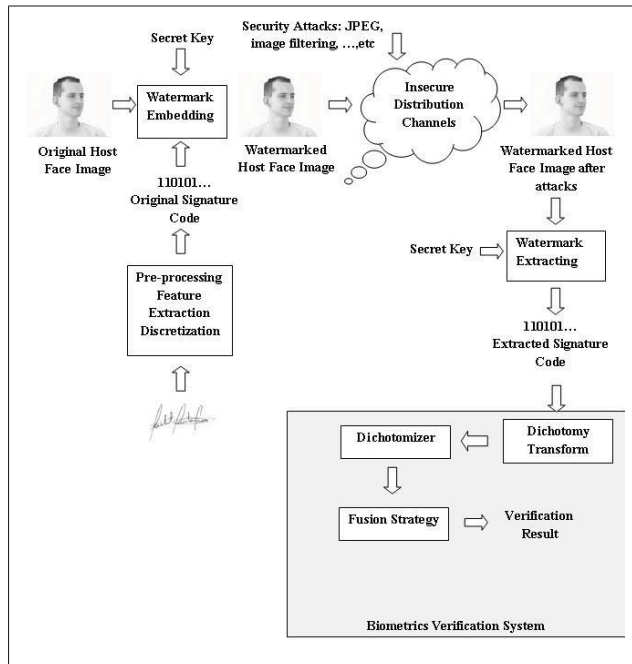 Security Attacks: JPEG,
image filtering, …,etc
Secret Key
Watermark
Embedding
Insecure
Distribution
Channels
Original Host
Face Image
Watermarked
Host Face Image
Watermarked Host
Face Image after
attacks
110101…
Original Signature
Code
Secret Key
Watermark
Extracting
Pre-processing
Feature
Extraction
Discretization
110101…
Extracted Signature
Code
Dichotomizer
Dichotomy
Transform
Fusion Strategy
Verification
Result
Biometrics Verification System